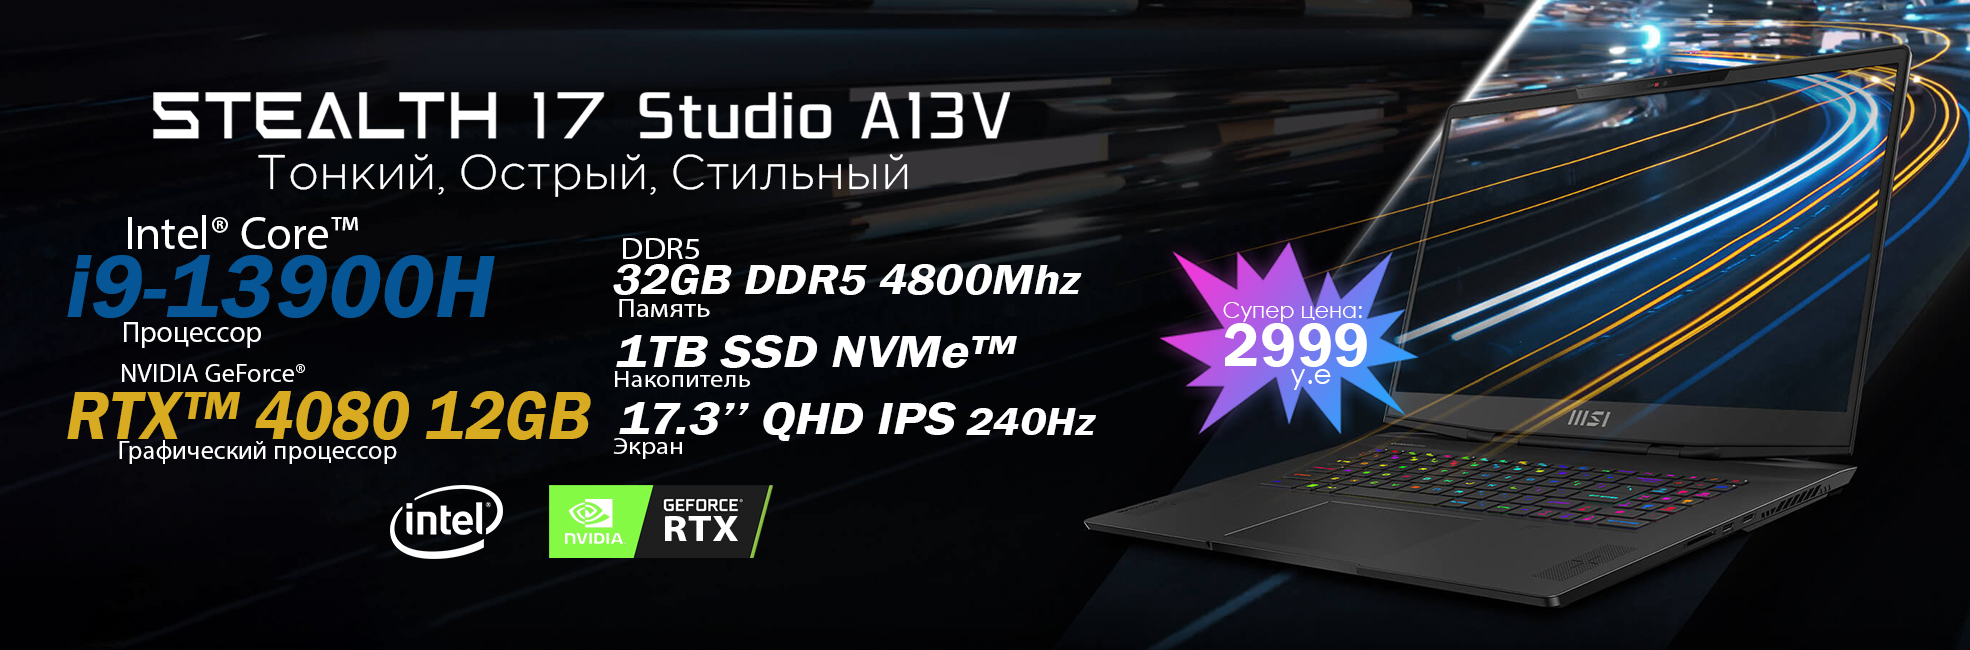 STEALTH 17 Studio A13V
Тонкий, Острый, Стильный
Intel® Core™
i9-13900H
Процессор
NVIDIA GeForce®
RTX™ 4080 12GB
Графический процессор
DDR5
32GB DDR5 4800Mhz
Память
1TB SSD NVMe™
Накопитель
17.3’’ QHD IPS 240Hz
Экран
Супер цена:
2999
у.е
msi
intel®
NVIDIA
GEFORCE®
RTX